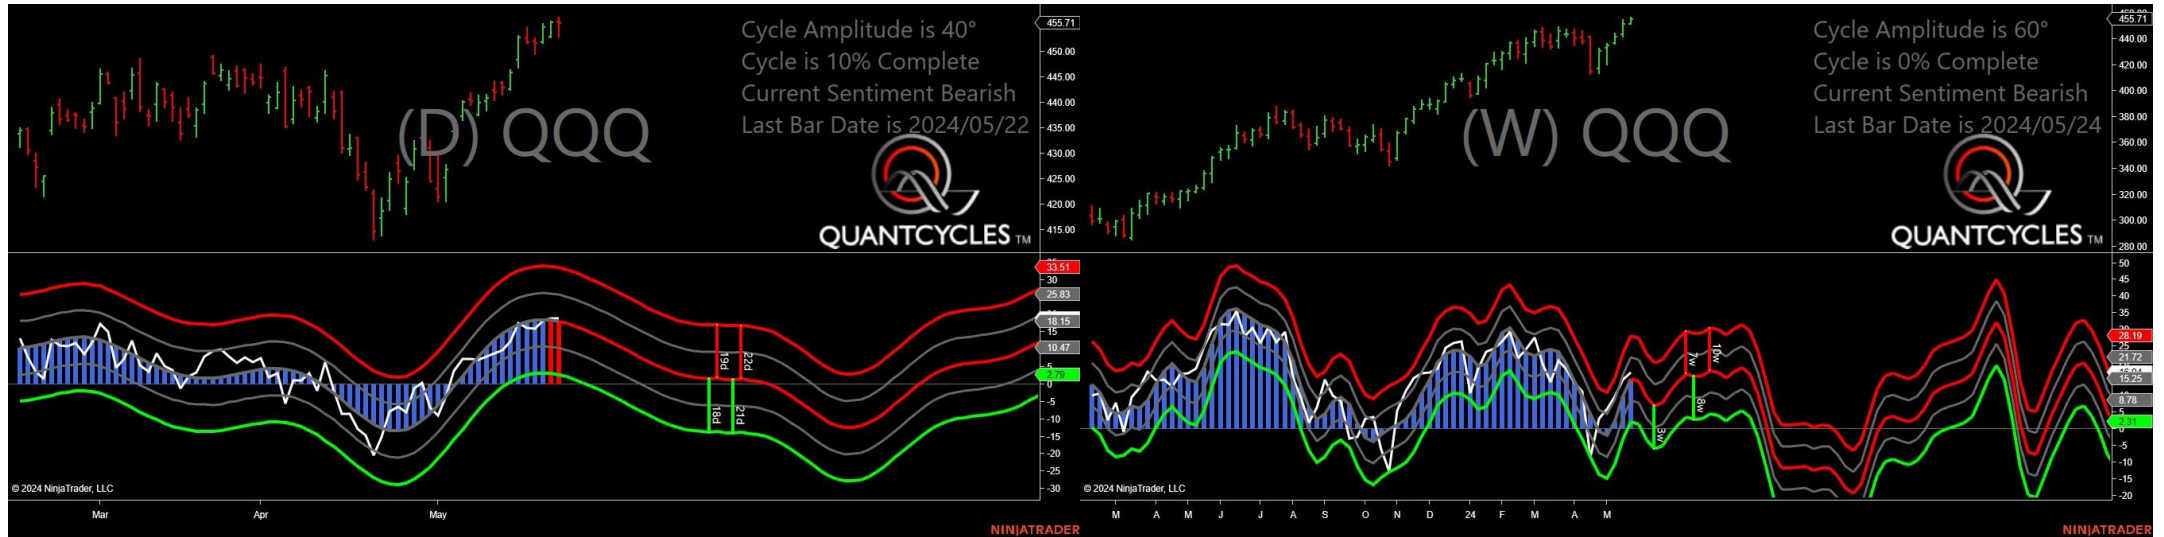 Cycle Amplitude is 40°
Cycle is 10% Complete
Current Sentiment Bearish
Last Bar Date is 2024/05/22
(D) QQQ
QUANTCYCLES TM
455.71
450.00
445.00
440.00
435.00
430.00
425.00
420.00
415.00
33.51
30
25.83
18.15
15
10.47
5
2.79
0
-5
-10
-15
-20
-25
-30
19d
22d
18d
21d
© 2024 NinjaTrader, LLC
Mar Apr May
NINJATRADER
Cycle Amplitude is 60°
Cycle is 0% Complete
Current Sentiment Bearish
Last Bar Date is 2024/05/24
(W) QQQ
QUANTCYCLES TM
455.71
440.00
420.00
400.00
380.00
360.00
340.00
320.00
300.00
280.00
50
45
40
35
28.19
25
21.72
15.25
8.78
5
2.31
0
-5
-10
-15
-20
7w
10w
3w
8w
© 2024 NinjaTrader, LLC
M A M J J A S O N D 24 F M A M
NINJATRADER